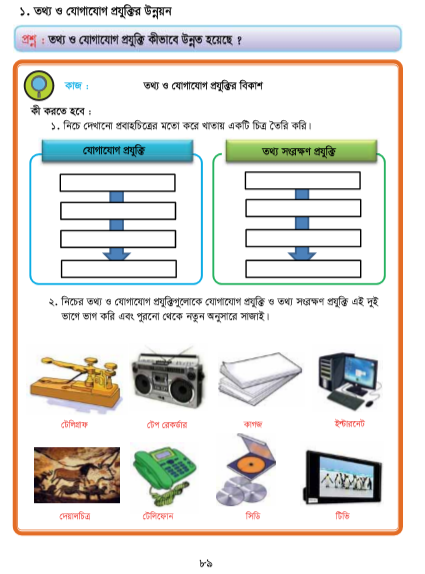 ১. তথ্য ও যোগাযোগ প্রযুক্তির উন্নয়ন
প্রশ্ন : তথ্য ও যোগাযোগ প্রযুক্তি কীভাবে উন্নত হয়েছে ?
কাজ : তথ্য ও যোগাযোগ প্রযুক্তির বিকাশ
কী করতে হবে :
১. নিচে দেখানো প্রবাহচিত্রের মতো করে খাতায় একটি চিত্র তৈরি করি।
যোগাযোগ প্রযুক্তি তথ্য সংরক্ষণ প্রযুক্তি
২. নিচের তথ্য ও যোগাযোগ প্রযুক্তিগুলোকে যোগাযোগ প্রযুক্তি ও তথ্য সংরক্ষণ প্রযুক্তি এই দুই
ভাগে ভাগ করি এবং পুরনো থেকে নতুন অনুসারে সাজাই।
টেলিগ্রাফ টেপ রেকর্ডার কাগজ ইন্টারনেট
দেয়ালচিত্র টেলিফোন সিডি টিভি
৮৯